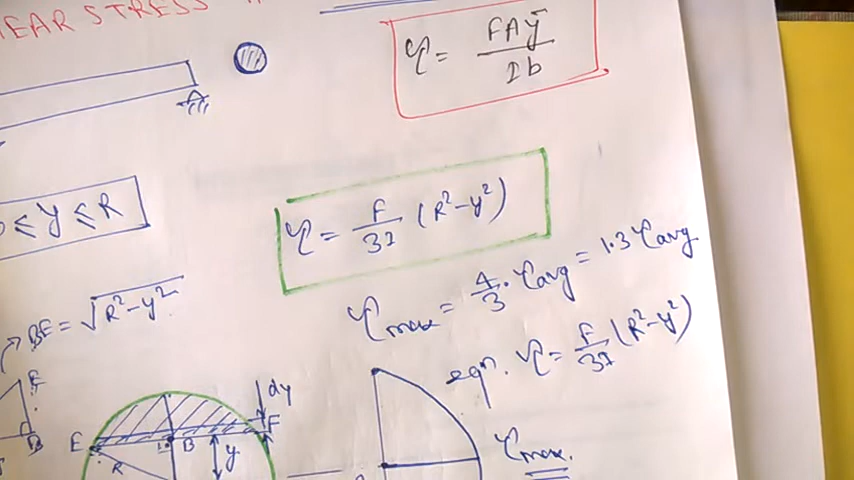 EAR STRESS
τ = FAȳ / Ib
≤ y ≤ R
τ = F/3I (R²-y²)
τmax = 4/3 · τavg = 1.3 τavg
BF = √R²-y²
eqn. τ = F/3I (R²-y²)
F
B
dy
E B F
R y
τmax.